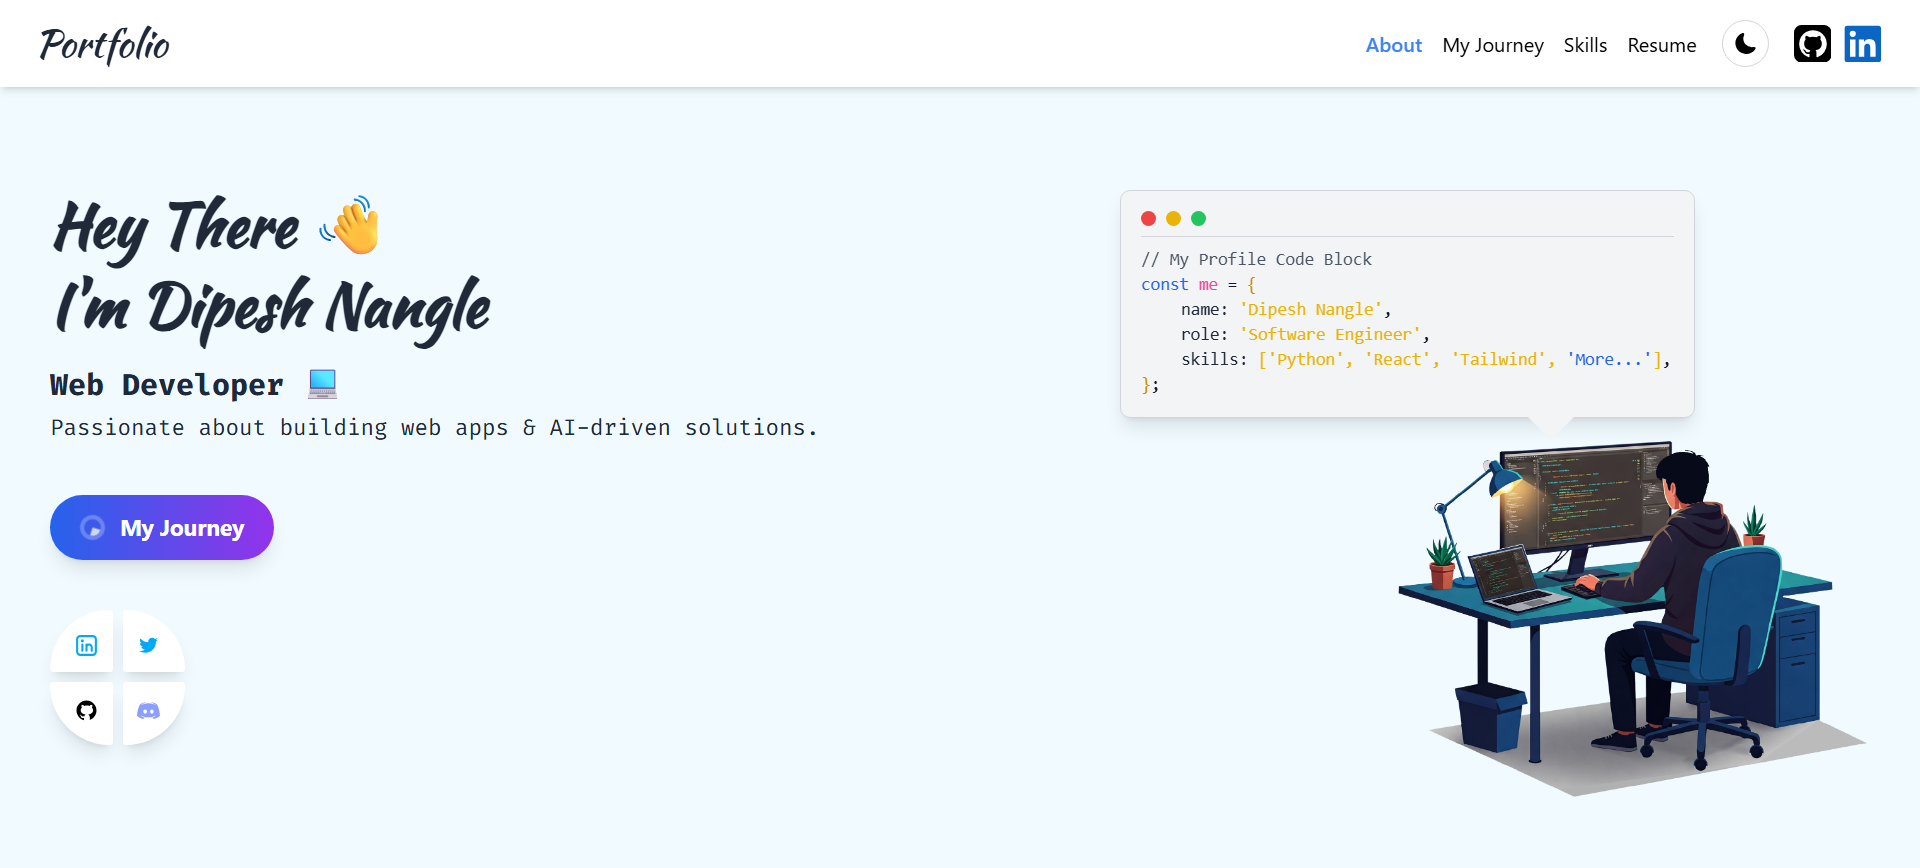 Portfolio
About My Journey Skills Resume
Hey There 👋
I'm Dipesh Nangle
Web Developer 💻
Passionate about building web apps & AI-driven solutions.
My Journey
// My Profile Code Block
const me = {
    name: 'Dipesh Nangle',
    role: 'Software Engineer',
    skills: ['Python', 'React', 'Tailwind', 'More...'],
};